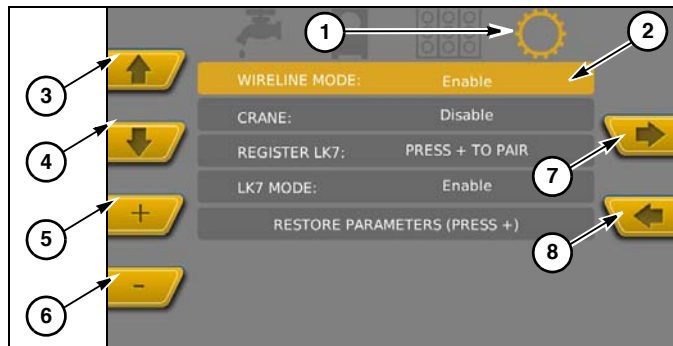 1
2
3
WIRELINE MODE: Enable
CRANE: Disable
4
REGISTER LK7: PRESS + TO PAIR
7
LK7 MODE: Enable
+
5
RESTORE PARAMETERS (PRESS +)
8
-
6